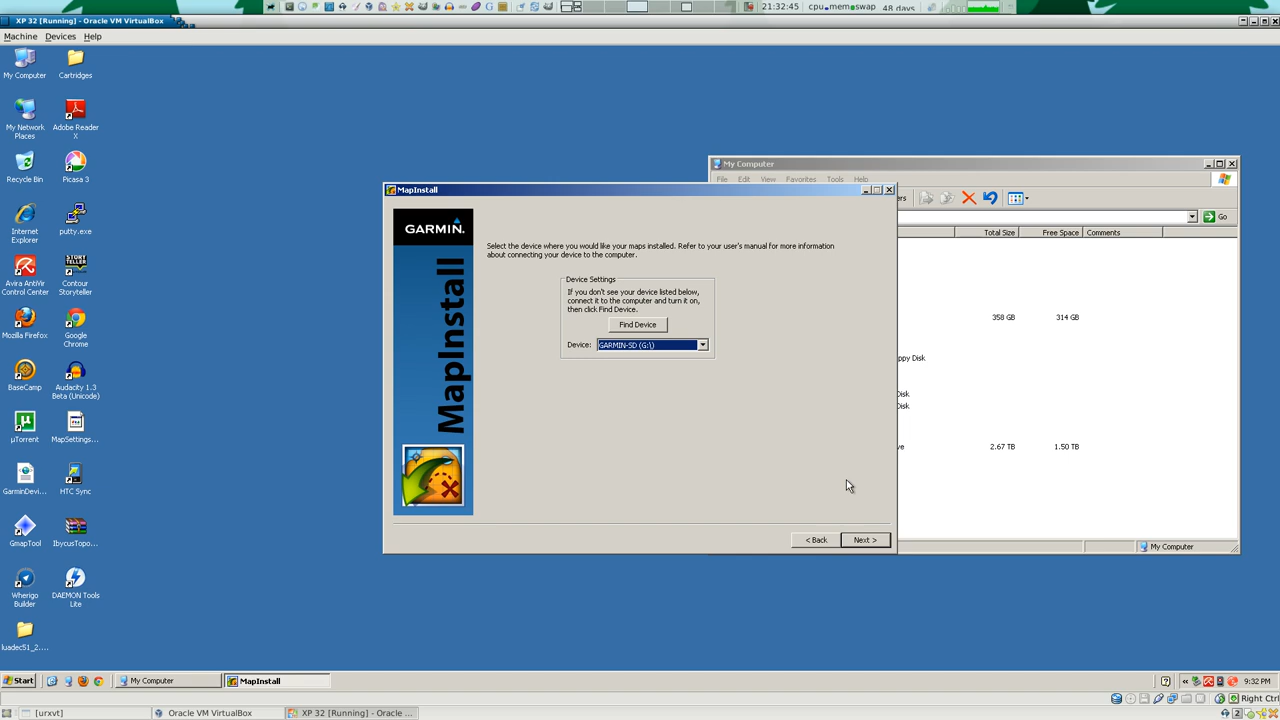 21:32:45 cpu mem swap 48 days
XP 32 [Running] - Oracle VM VirtualBox
Machine Devices Help
My Computer
Cartridges
My Network Places
Adobe Reader X
Recycle Bin
Picasa 3
Internet Explorer
putty.exe
Avira AntiVir Control Center
Contour Storyteller
STORY TELLER
Mozilla Firefox
Google Chrome
BaseCamp
Audacity 1.3 Beta (Unicode)
µTorrent
MapSettings...
GarminDevi...
HTC Sync
GmapTool
IbycusTopo...
Wherigo Builder
DAEMON Tools Lite
luadec51_2....
My Computer
File Edit View Favorites Tools Help
ers
Go
Total Size Free Space Comments
358 GB 314 GB
ppy Disk
Disk
Disk
ve 2.67 TB 1.50 TB
My Computer
MapInstall
GARMIN.
MapInstall
Select the device where you would like your maps installed. Refer to your user's manual for more information
about connecting your device to the computer.
Device Settings
If you don't see your device listed below,
connect it to the computer and turn it on,
then click Find Device.
Find Device
Device: GARMIN-SD (G:\)
< Back Next >
Start My Computer MapInstall 9:32 PM
Right Ctrl
[urxvt] Oracle VM VirtualBox XP 32 [Running] - Oracle ... 2